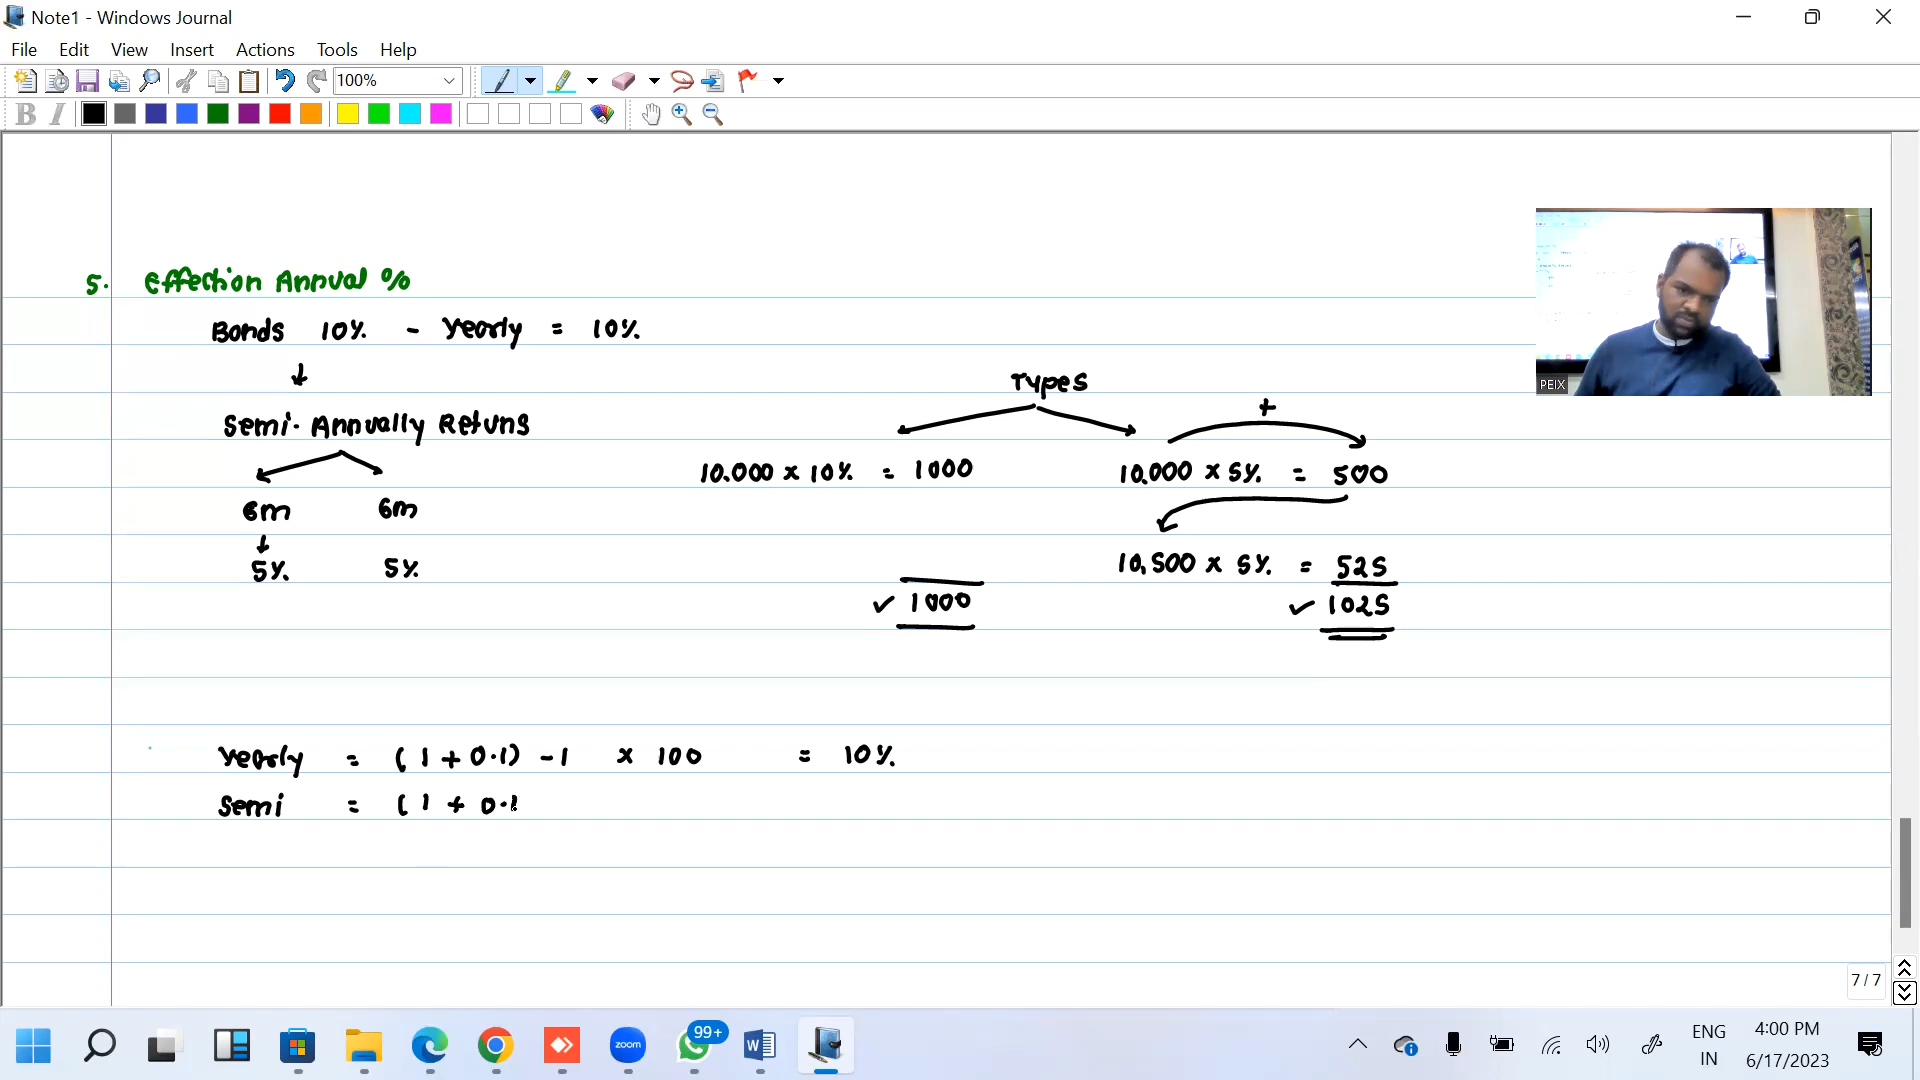 Note1 - Windows Journal
File Edit View Insert Actions Tools Help
100%
B I
5. Effection Annual %
Bonds 10% - Yearly = 10%
Semi-Annually Returns
6m 6m
5% 5%
Types
10.000 x 10% = 1000
+
10.000 x 5% = 500
10,500 x 5% = 525
✓ 1000
✓ 1025
Yearly = (1 + 0.1) - 1 x 100 = 10%
Semi = (1 + 0.1
PEIX
7 / 7
zoom
99+
W
ENG
IN
4:00 PM
6/17/2023